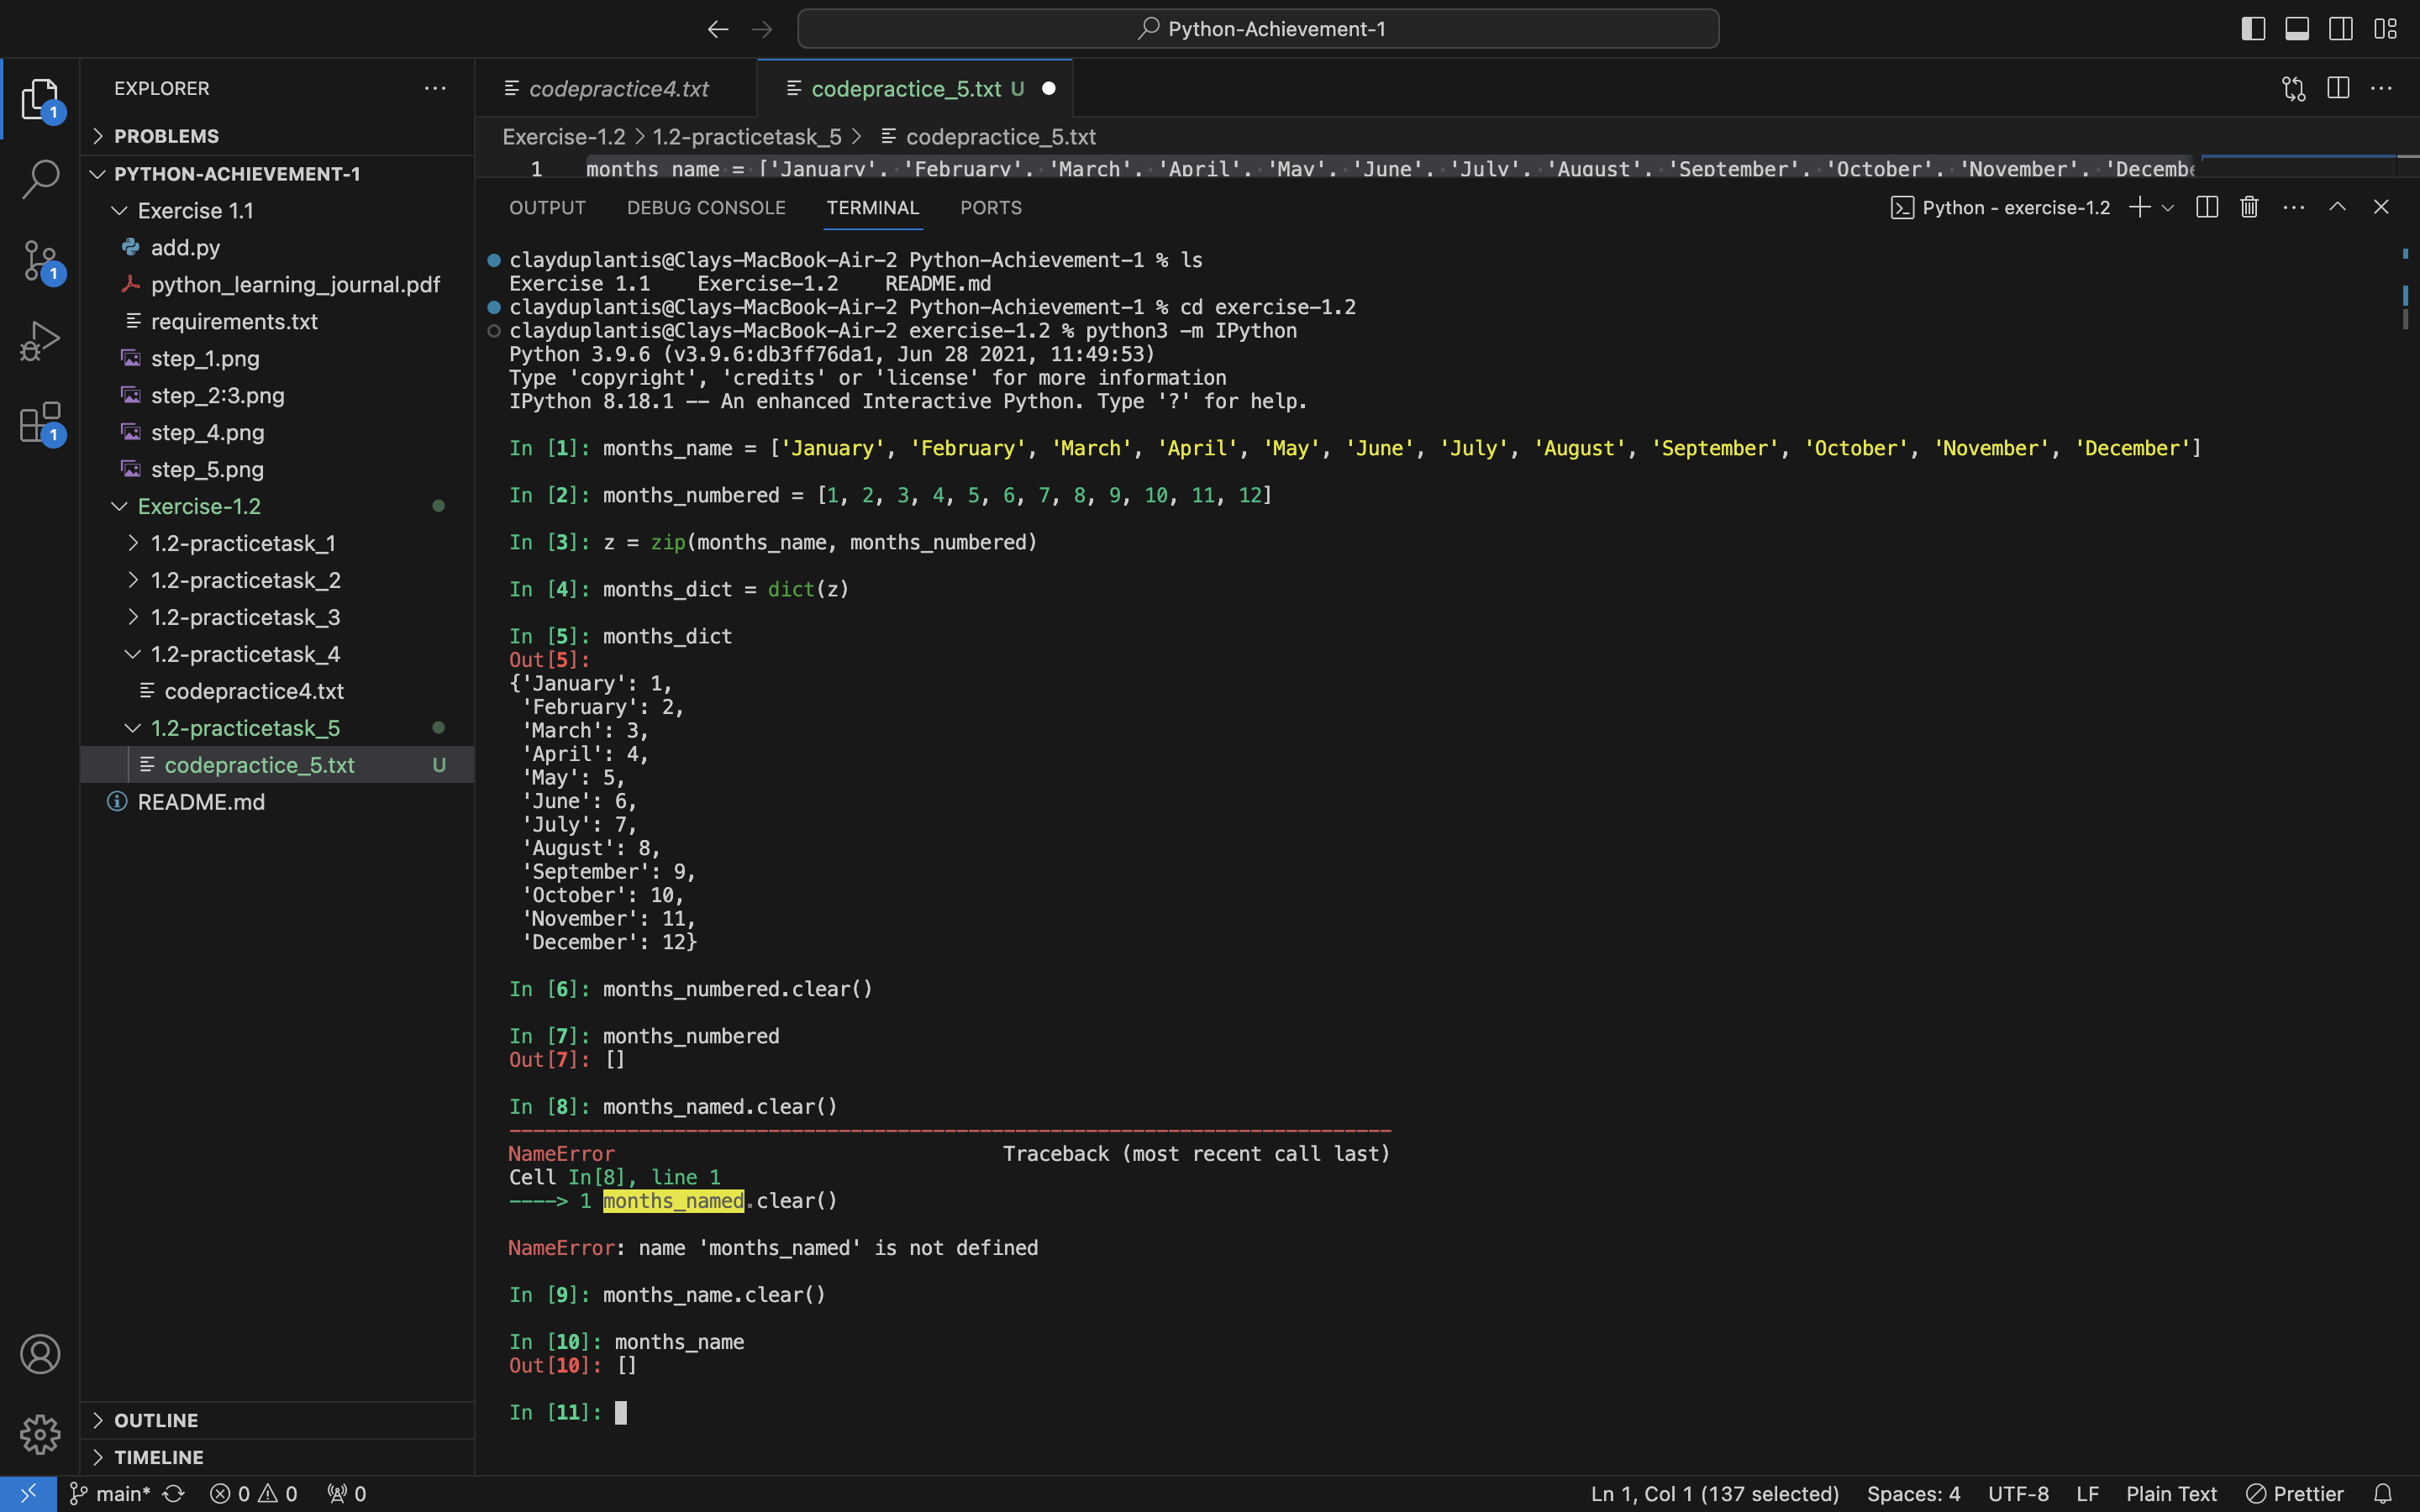 Python-Achievement-1
EXPLORER
PROBLEMS
PYTHON-ACHIEVEMENT-1
Exercise 1.1
add.py
python_learning_journal.pdf
requirements.txt
step_1.png
step_2:3.png
step_4.png
step_5.png
Exercise-1.2
1.2-practicetask_1
1.2-practicetask_2
1.2-practicetask_3
1.2-practicetask_4
codepractice4.txt
1.2-practicetask_5
codepractice_5.txt U
README.md
OUTLINE
TIMELINE
1
1
1
codepractice4.txt
codepractice_5.txt U
Exercise-1.2 > 1.2-practicetask_5 > codepractice_5.txt
1 months_name = ['January', 'February', 'March', 'April', 'May', 'June', 'July', 'August', 'September', 'October', 'November', 'Decembe
OUTPUT DEBUG CONSOLE TERMINAL PORTS
Python - exercise-1.2
clayduplantis@Clays-MacBook-Air-2 Python-Achievement-1 % ls
Exercise 1.1 Exercise-1.2 README.md
clayduplantis@Clays-MacBook-Air-2 Python-Achievement-1 % cd exercise-1.2
clayduplantis@Clays-MacBook-Air-2 exercise-1.2 % python3 -m IPython
Python 3.9.6 (v3.9.6:db3ff76da1, Jun 28 2021, 11:49:53)
Type 'copyright', 'credits' or 'license' for more information
IPython 8.18.1 -- An enhanced Interactive Python. Type '?' for help.
In [1]: months_name = ['January', 'February', 'March', 'April', 'May', 'June', 'July', 'August', 'September', 'October', 'November', 'December']
In [2]: months_numbered = [1, 2, 3, 4, 5, 6, 7, 8, 9, 10, 11, 12]
In [3]: z = zip(months_name, months_numbered)
In [4]: months_dict = dict(z)
In [5]: months_dict
Out[5]:
{'January': 1,
'February': 2,
'March': 3,
'April': 4,
'May': 5,
'June': 6,
'July': 7,
'August': 8,
'September': 9,
'October': 10,
'November': 11,
'December': 12}
In [6]: months_numbered.clear()
In [7]: months_numbered
Out[7]: []
In [8]: months_named.clear()
---------------------------------------------------------------------------
NameError Traceback (most recent call last)
Cell In[8], line 1
----> 1 months_named.clear()
NameError: name 'months_named' is not defined
In [9]: months_name.clear()
In [10]: months_name
Out[10]: []
In [11]:
main* 0 0 0
Ln 1, Col 1 (137 selected) Spaces: 4 UTF-8 LF Plain Text Prettier